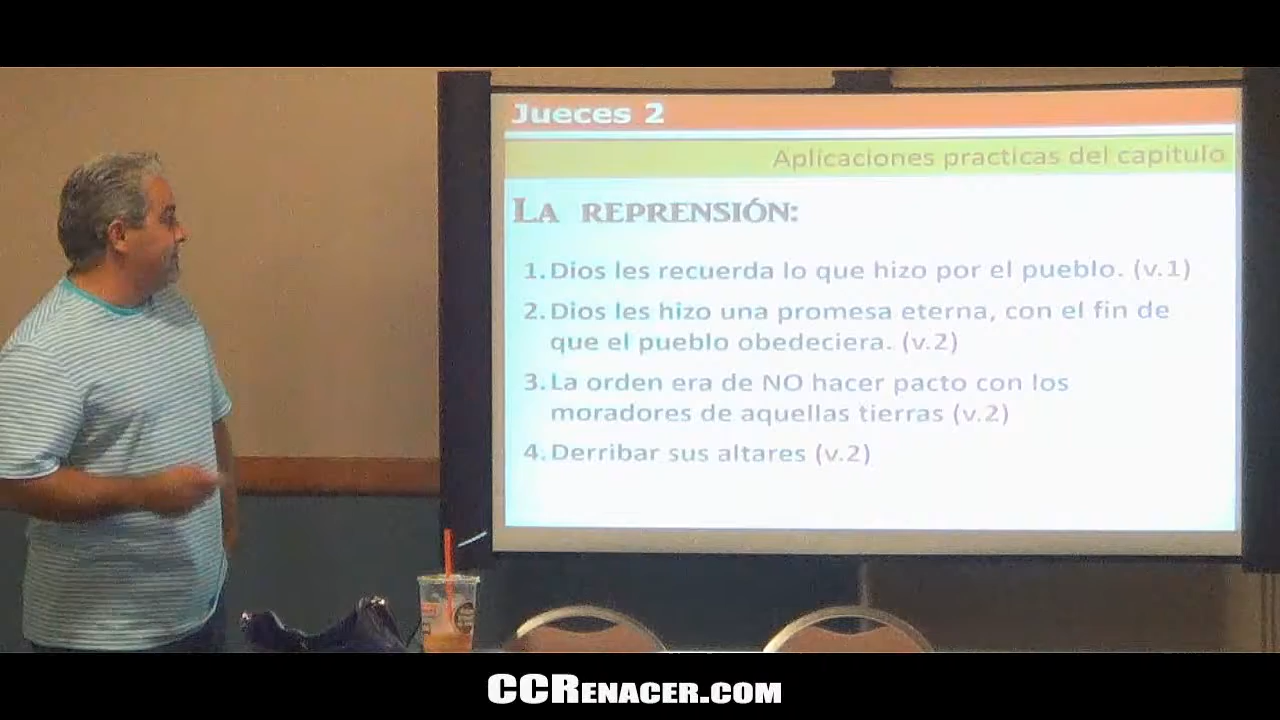 Jueces 2
Aplicaciones practicas del capitulo
La reprensión:
1. Dios les recuerda lo que hizo por el pueblo. (v.1)
2. Dios les hizo una promesa eterna, con el fin de
que el pueblo obedeciera. (v.2)
3. La orden era de NO hacer pacto con los
moradores de aquellas tierras (v.2)
4. Derribar sus altares (v.2)
CCRenacer.com